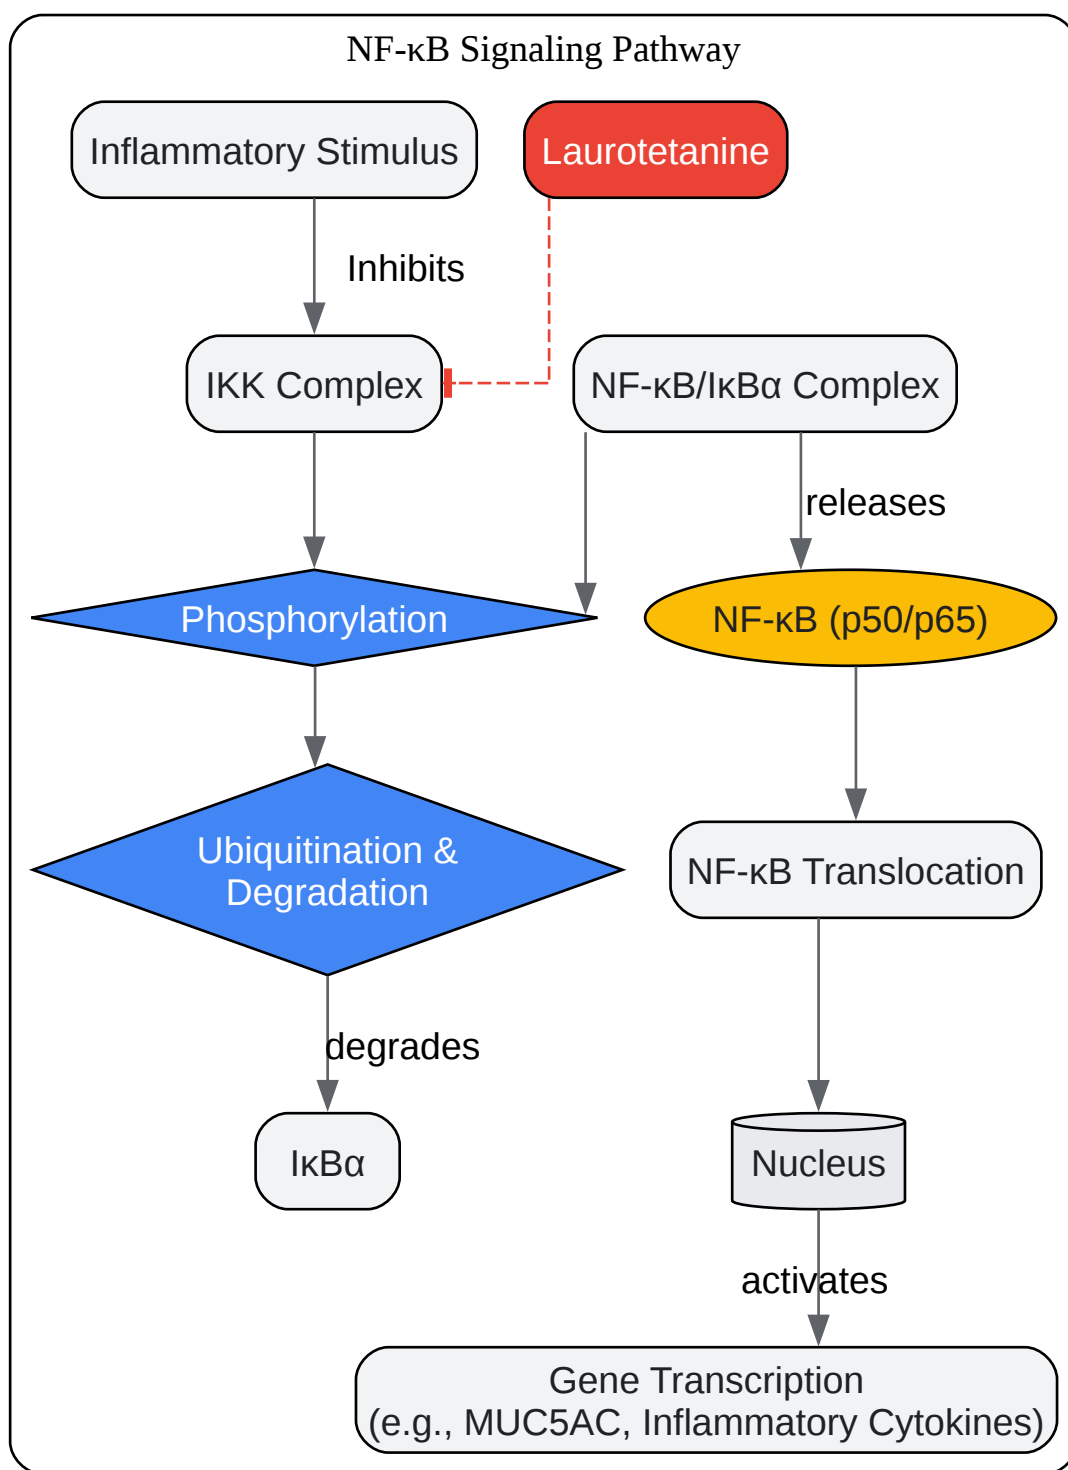 NF-κB Signaling Pathway
Inflammatory Stimulus
Laurotetanine
Inhibits
IKK Complex
NF-κB/IκBα Complex
releases
Phosphorylation
NF-κB (p50/p65)
Ubiquitination &
Degradation
NF-κB Translocation
degrades
IκBα
Nucleus
activates
Gene Transcription
(e.g., MUC5AC, Inflammatory Cytokines)